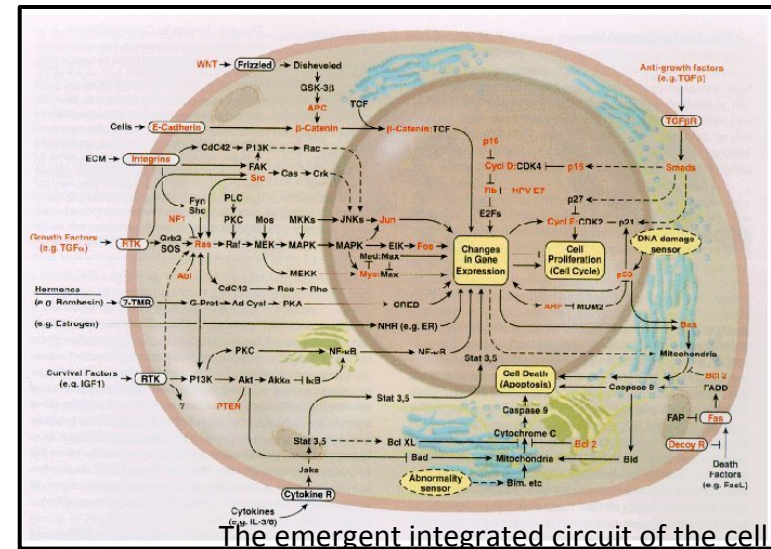 WNT Frizzled Disheveled
GSK-3β
APC
TCF
Cells E-Cadherin β-Catenin β-Catenin:TCF
ECM Integrins
CdC42 P13K Rac
FAK
Src Cas Crk
Fyn
Shc
NF1
PLC
PKC
Mos
MKKs JNKs Jun
Growth Factors
(e.g. TGFα)
RTK
Grb2
SOS
Ras Raf MEK MAPK MAPK ElK Fos
Abl
MEKK
Max:Max
Myc:Max
CdC42 Rac Rho
Hormones
(e.g. Bombesin)
7-TMR G-Prot Ad Cycl PKA CREB
(e.g. Estrogen) NHR (e.g. ER)
Survival Factors
(e.g. IGF1)
RTK P13K
PKC NF-κB NF-κB
Akt Akkα IκB
PTEN
?
Stat 3,5
Stat 3,5
Stat 3,5
Jaks
Cytokine R
Cytokines
(e.g. IL-3/6)
Bcl XL
Bad
Abnormality
sensor
Bim. etc
Mitochondria
Cytochrome C
Caspase 9
Cell Death
(Apoptosis)
Bcl 2
Bid
Changes
in Gene
Expression
Cell
Proliferation
(Cell Cycle)
Anti-growth factors
(e.g. TGFβ)
TGFβR
Smads
p16
Cycl D:CDK4 p15
Rb HPV E7
E2Fs
p27
Cycl E:CDK2 p21
DNA damage
sensor
p53
ARF MDM2
Bax
Mitochondria
Bcl 2
Caspase 8 FADD
FAP Fas
Decoy R
Death
Factors
(e.g. FasL)
The emergent integrated circuit of the cell